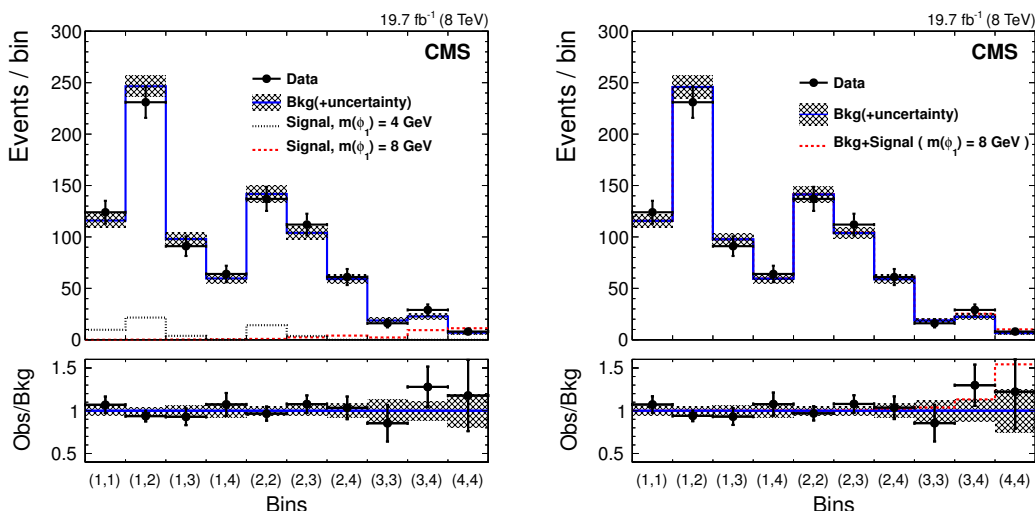 19.7 fb⁻¹ (8 TeV)
CMS
Data
Bkg(+uncertainty)
Signal, m(ϕ₁) = 4 GeV
Signal, m(ϕ₁) = 8 GeV
Events / bin
300
250
200
150
100
50
0
Obs/Bkg
1.5
1
0.5
(1,1) (1,2) (1,3) (1,4) (2,2) (2,3) (2,4) (3,3) (3,4) (4,4)
Bins
19.7 fb⁻¹ (8 TeV)
CMS
Data
Bkg(+uncertainty)
Bkg+Signal ( m(ϕ₁) = 8 GeV )
Events / bin
300
250
200
150
100
50
0
Obs/Bkg
1.5
1
0.5
(1,1) (1,2) (1,3) (1,4) (2,2) (2,3) (2,4) (3,3) (3,4) (4,4)
Bins